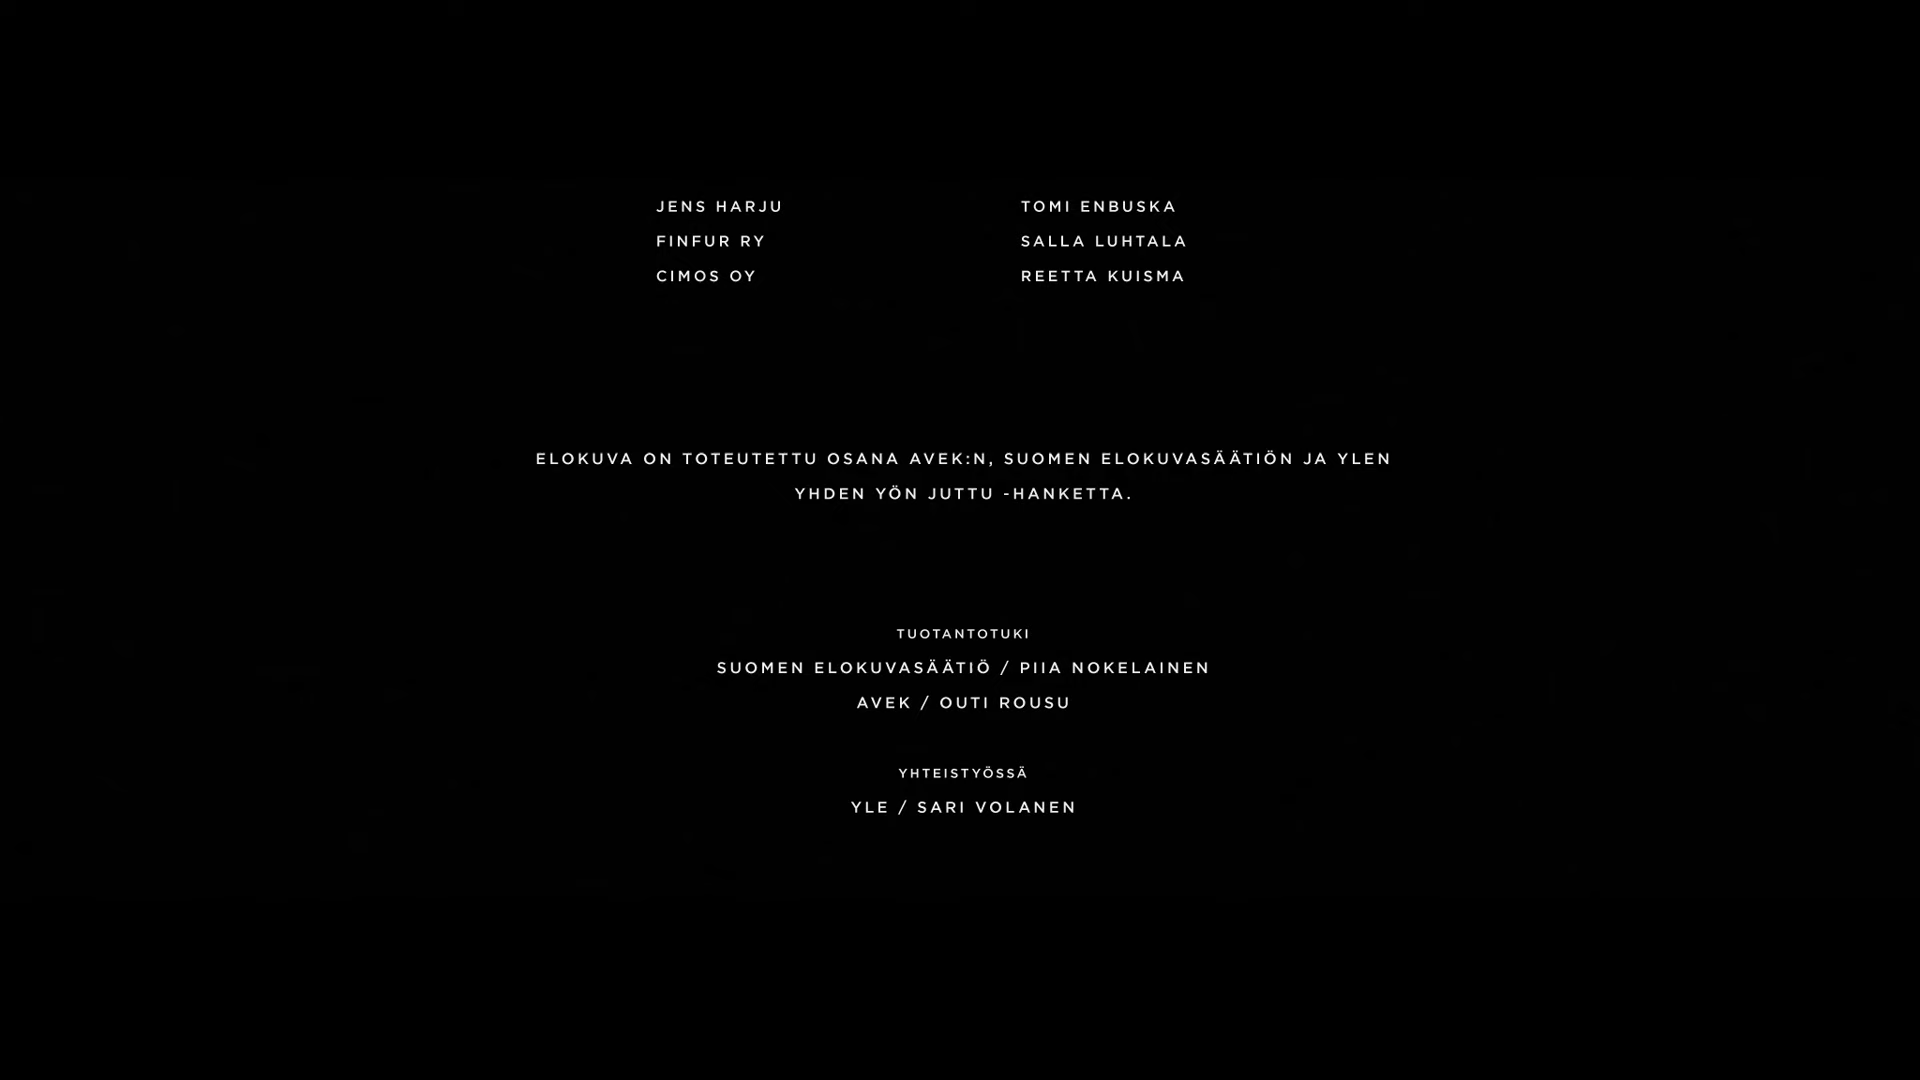 JENS HARJU
FINFUR RY
CIMOS OY
TOMI ENBUSKA
SALLA LUHTALA
REETTA KUISMA
ELOKUVA ON TOTEUTETTU OSANA AVEK:N, SUOMEN ELOKUVASÄÄTIÖN JA YLEN
YHDEN YÖN JUTTU -HANKETTA.
TUOTANTOTUKI
SUOMEN ELOKUVASÄÄTIÖ / PIIA NOKELAINEN
AVEK / OUTI ROUSU
YHTEISTYÖSSÄ
YLE / SARI VOLANEN